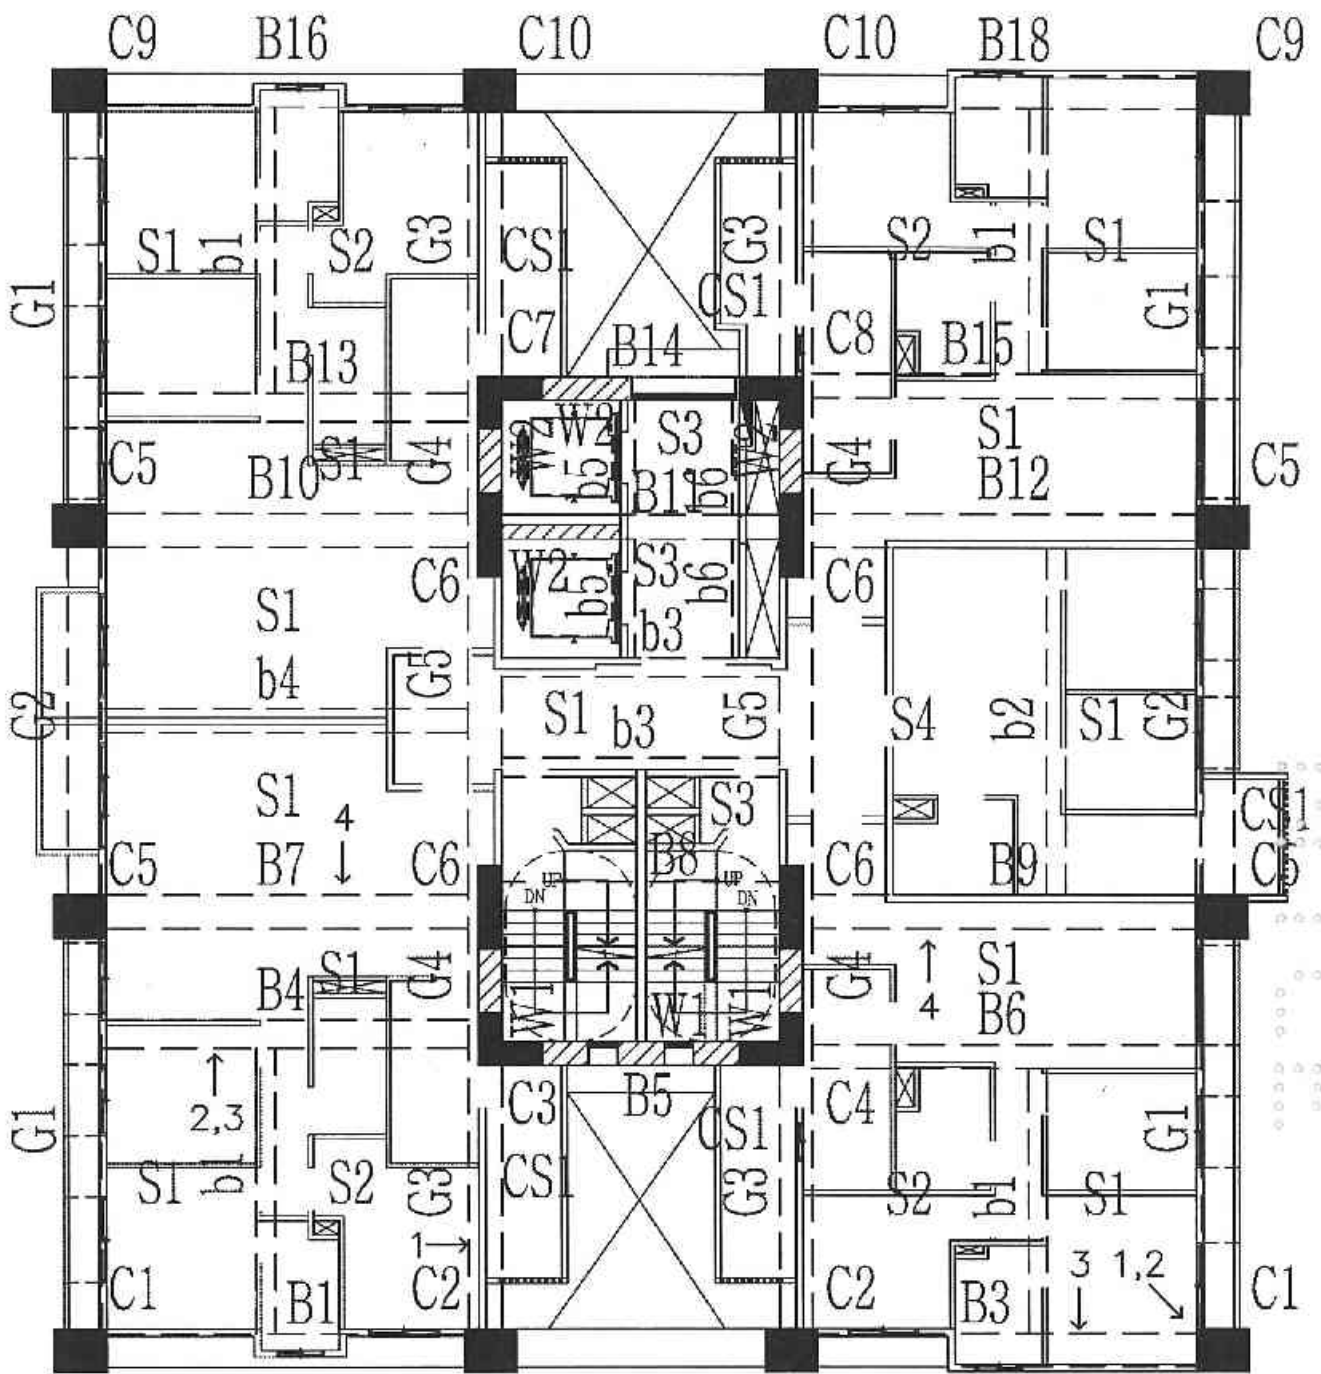 C9 B16 C10 C10 B18 C9
S1 b1 S2 G3 CS1 G3 S2 b1 S1
G1 CS1 G1
C7 B14 C8 B15
B13
W2 S3
C5 B10 S1 G4 W2 b5 B11 b6 G4 S1 C5
B12
C6 W2 b5 S3 b6 C6
S1 b3
b4 G5
G2 S1 b3 G5 S4 b2 S1 G2
S1 S3 CS1
4
C5 B7 C6 B8 C6 B9 C5
UP UP
DN DN
S1 G4 G4 S1
B4 W1 W1 W1 4 B6
2,3 C3 B5 C4
G1 CS1 G1
S1 b1 S2 G3 CS1 G3 S2 b1 S1
1 3 1,2
C1 B1 C2 C2 B3 C1